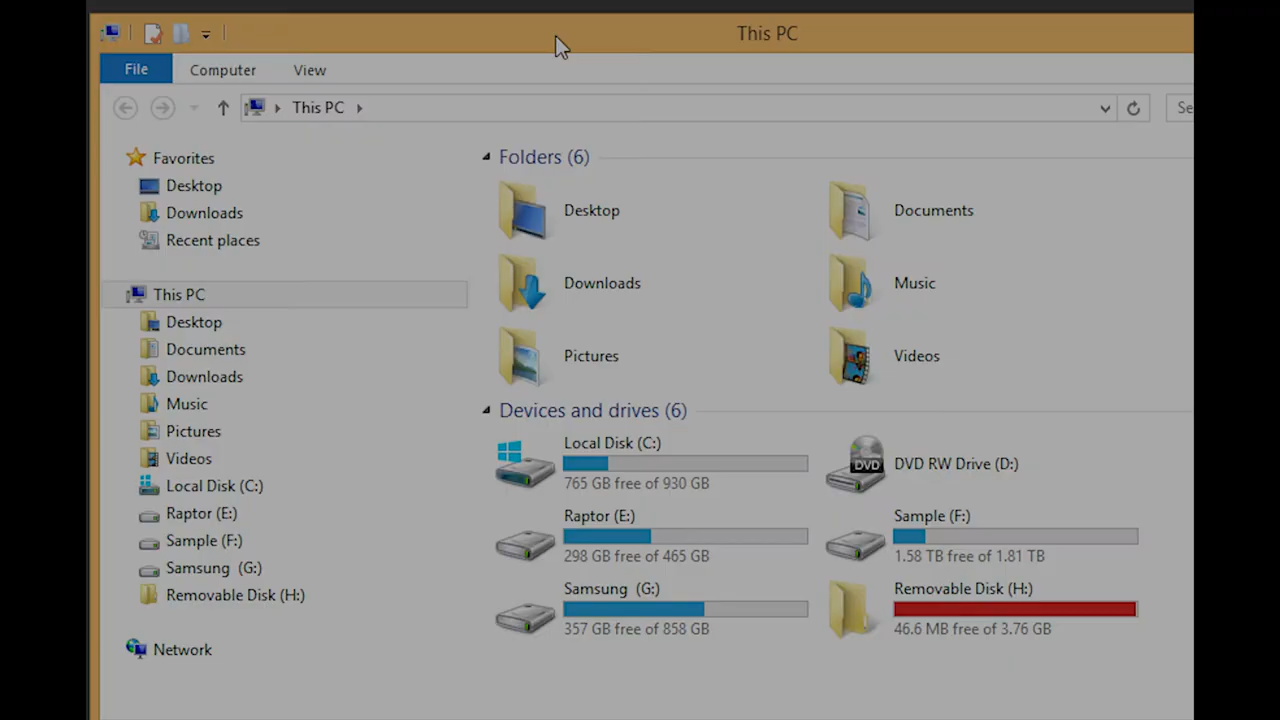 This PC
File Computer View
This PC
Se
Favorites
Desktop
Downloads
Recent places
This PC
Desktop
Documents
Downloads
Music
Pictures
Videos
Local Disk (C:)
Raptor (E:)
Sample (F:)
Samsung (G:)
Removable Disk (H:)
Network
Folders (6)
Desktop
Documents
Downloads
Music
Pictures
Videos
Devices and drives (6)
Local Disk (C:)
765 GB free of 930 GB
DVD
DVD RW Drive (D:)
Raptor (E:)
298 GB free of 465 GB
Sample (F:)
1.58 TB free of 1.81 TB
Samsung (G:)
357 GB free of 858 GB
Removable Disk (H:)
46.6 MB free of 3.76 GB